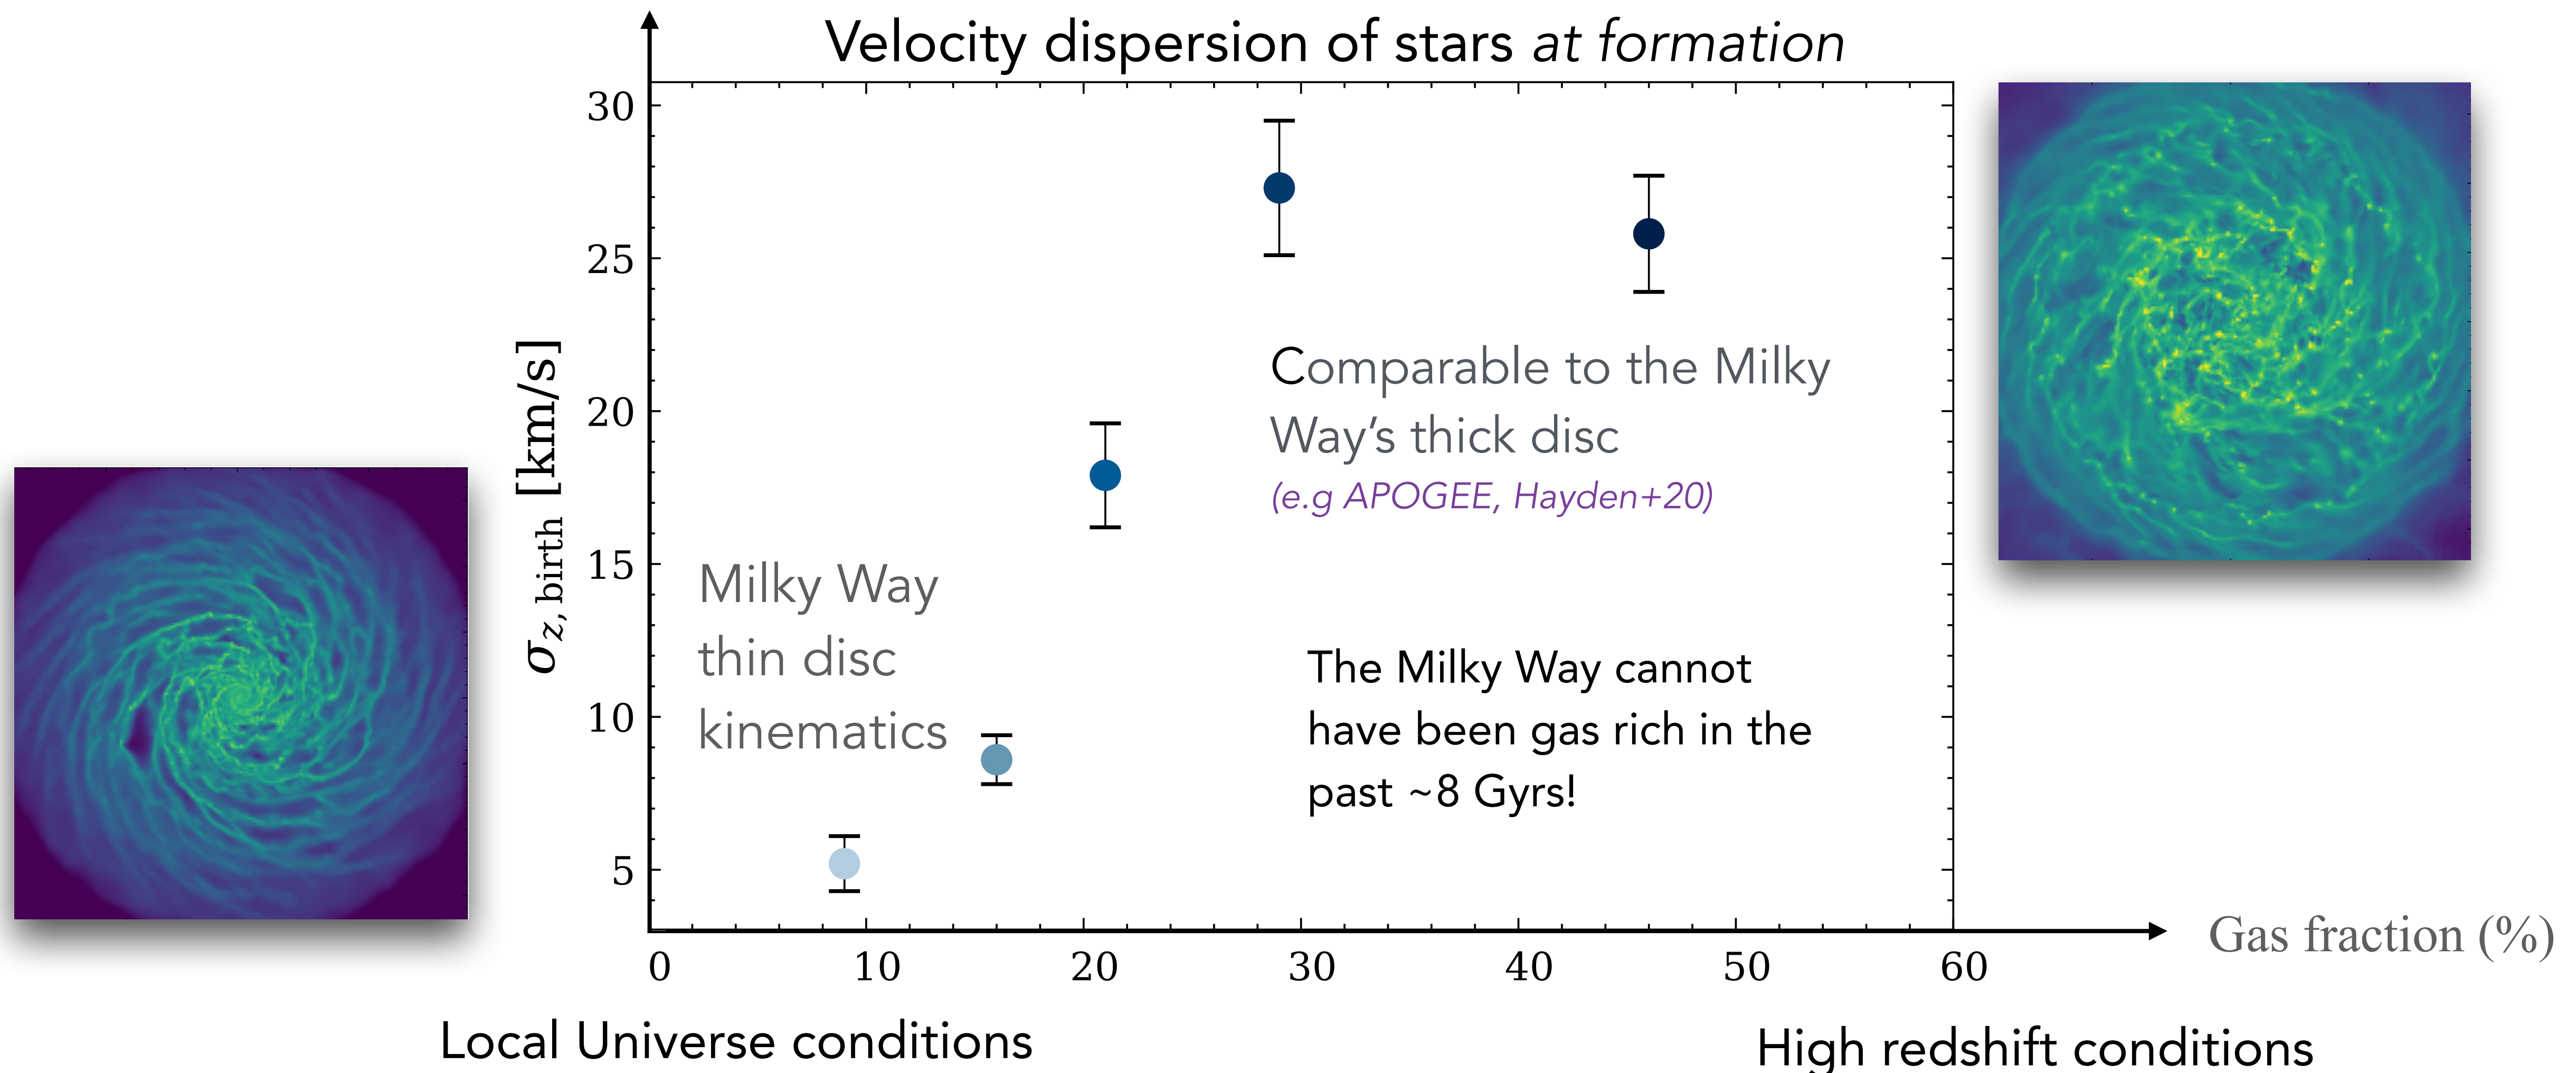 Velocity dispersion of stars at formation
30
25
20
15
10
5
σz, birth [km/s]
Comparable to the Milky
Way’s thick disc
(e.g APOGEE, Hayden+20)
Milky Way
thin disc
kinematics
The Milky Way cannot
have been gas rich in the
past ~8 Gyrs!
0 10 20 30 40 50 60
Gas fraction (%)
Local Universe conditions
High redshift conditions